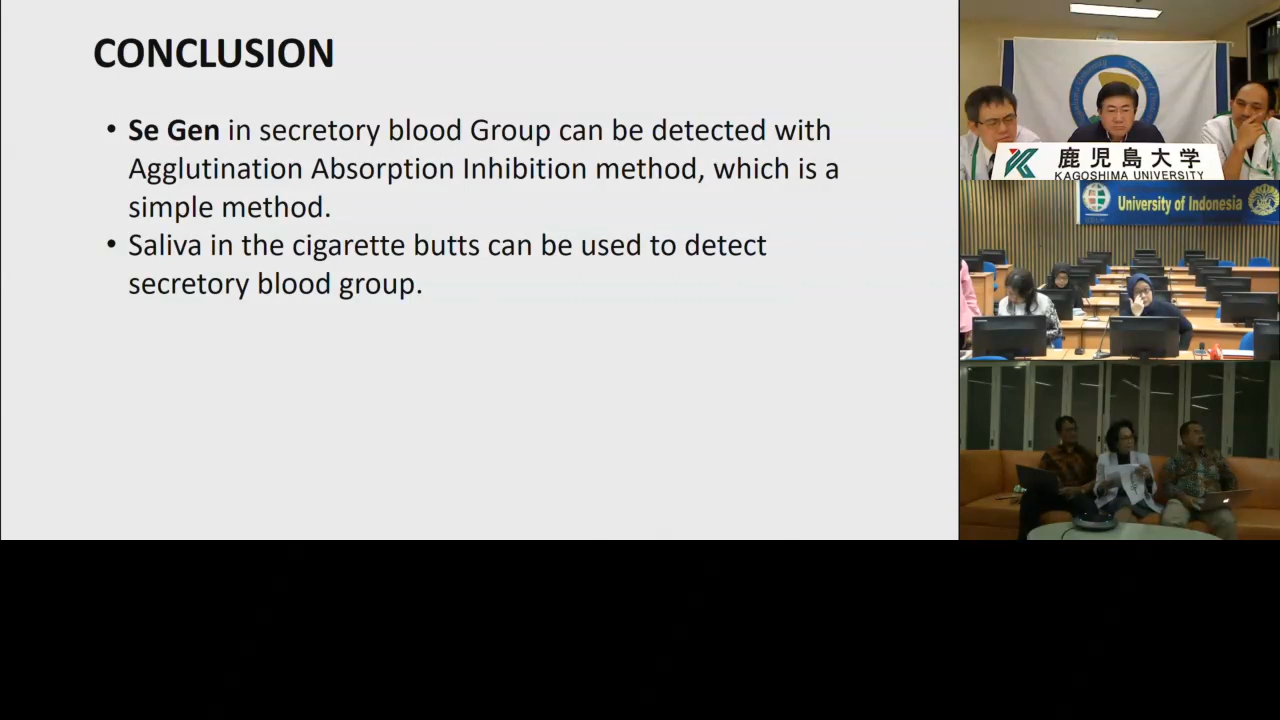 CONCLUSION
• Se Gen in secretory blood Group can be detected with
Agglutination Absorption Inhibition method, which is a
simple method.
• Saliva in the cigarette butts can be used to detect
secretory blood group.
鹿児島大学
KAGOSHIMA UNIVERSITY
University of Indonesia